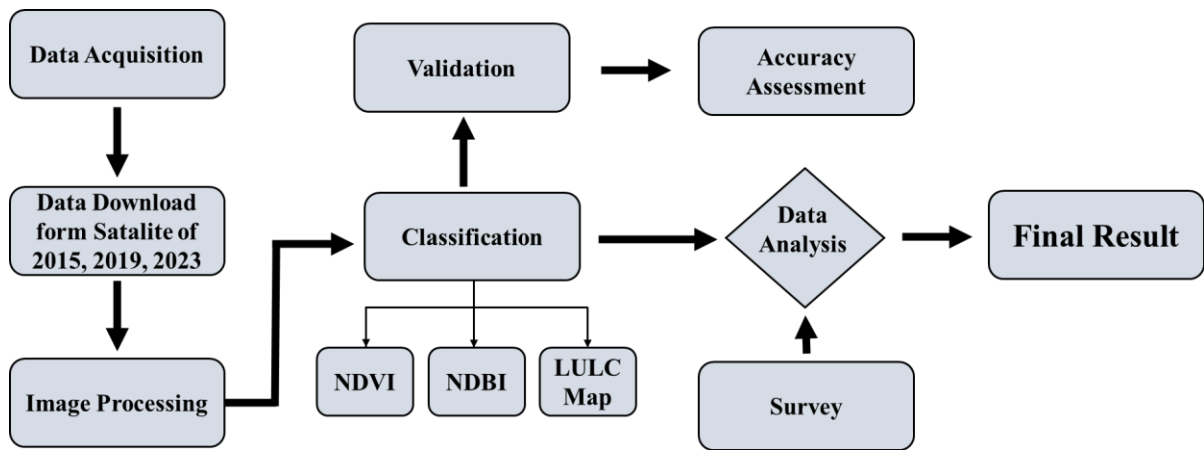 Data Acquisition
Data Download
form Satalite of
2015, 2019, 2023
Image Processing
Validation
Accuracy
Assessment
Classification
NDVI
NDBI
LULC
Map
Data
Analysis
Survey
Final Result